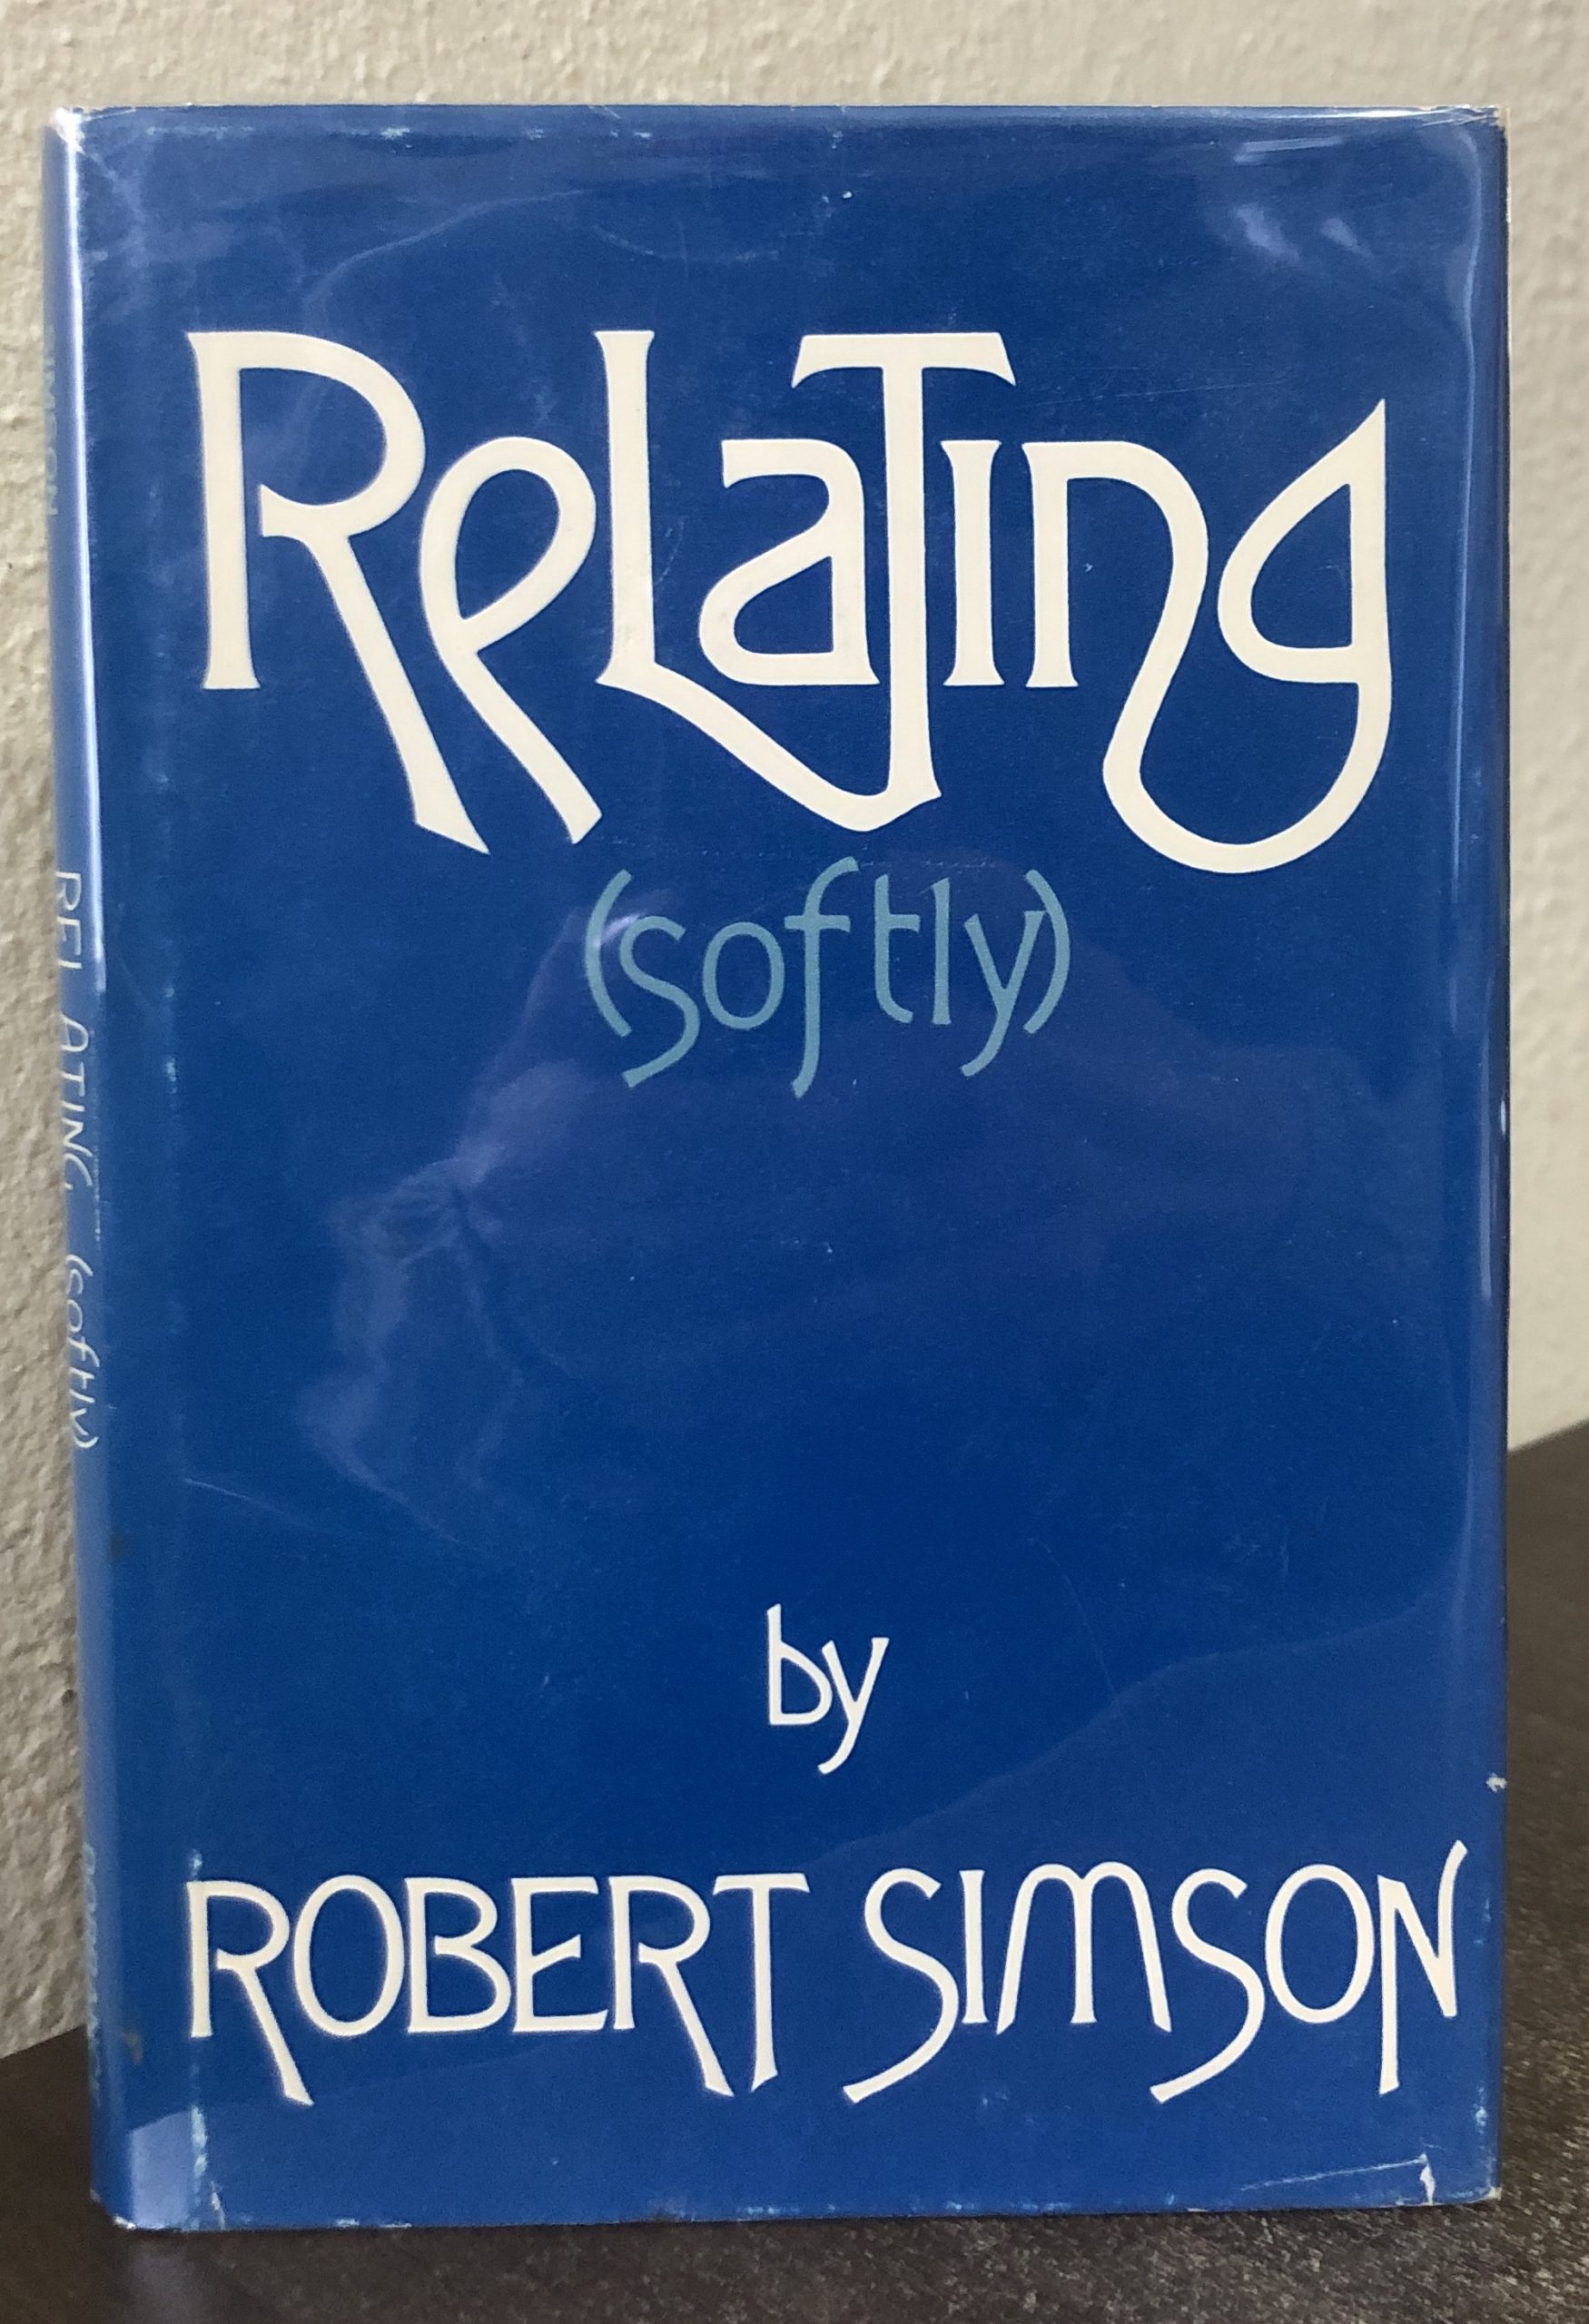 ReLaTing
(softly)
by
ROBERT SIMSON
RELATING (softly)